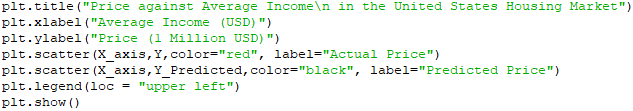 plt.title("Price against Average Income\n in the United States Housing Market")
plt.xlabel("Average Income (USD)")
plt.ylabel("Price (1 Million USD)")
plt.scatter(X_axis,Y,color="red", label="Actual Price")
plt.scatter(X_axis,Y_Predicted,color="black", label="Predicted Price")
plt.legend(loc = "upper left")
plt.show()